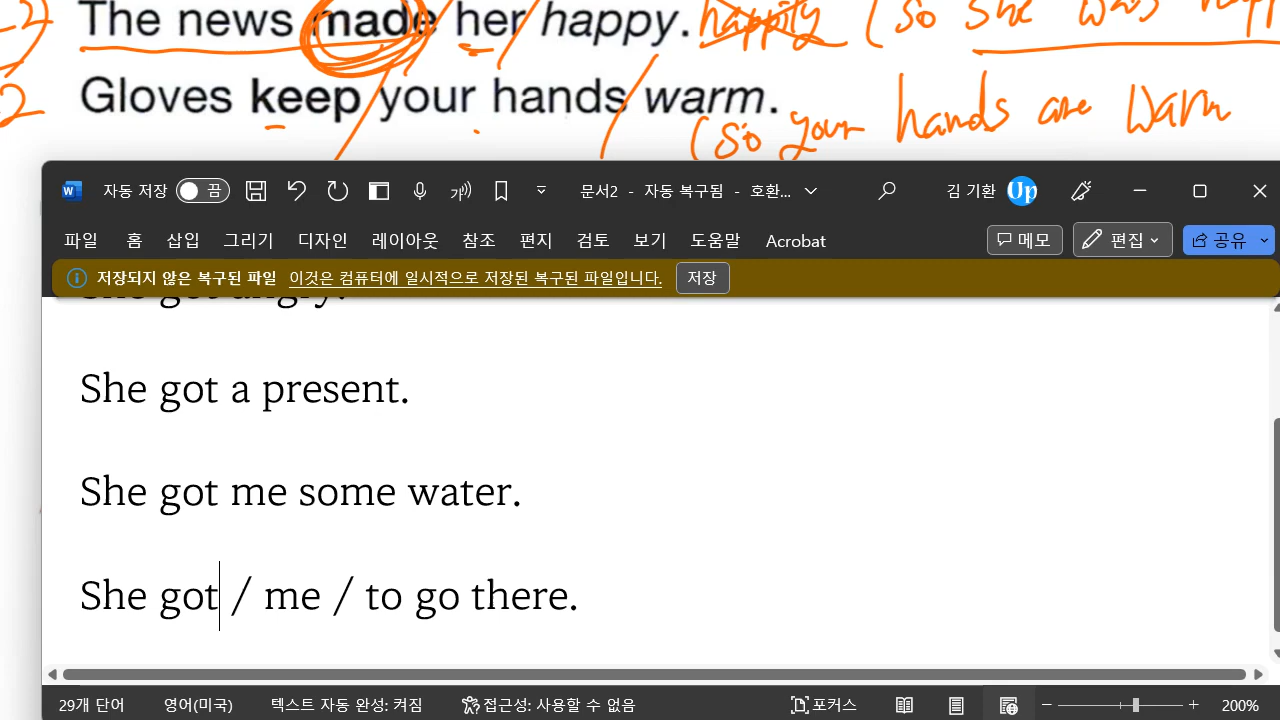 The news made her happy. happily (so she was happ
2 Gloves keep your hands warm. (so your hands are warm
자동 저장 끔 가)) 문서2 - 자동 복구됨 - 호환... 김 기환 Up
파일 홈 삽입 그리기 디자인 레이아웃 참조 편지 검토 보기 도움말 Acrobat 메모 편집 공유
저장되지 않은 복구된 파일 이것은 컴퓨터에 일시적으로 저장된 복구된 파일입니다. 저장
She got angry.
She got a present.
She got me some water.
She got / me / to go there.
29개 단어 영어(미국) 텍스트 자동 완성: 켜짐 접근성: 사용할 수 없음 포커스 200%